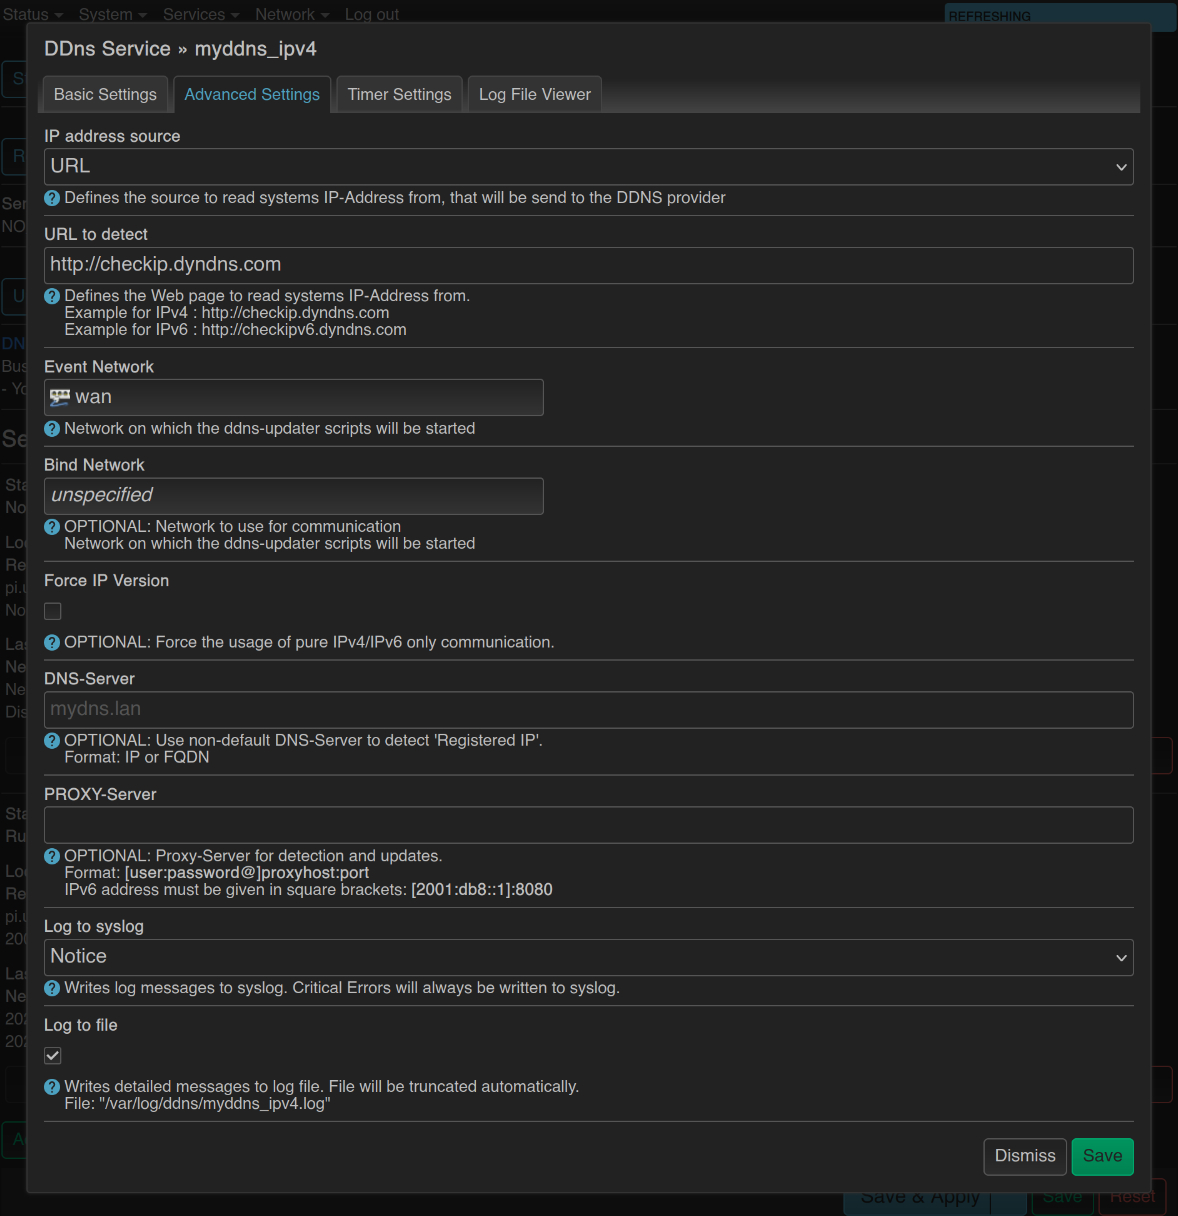 Status System Services Network Log out
REFRESHING
DDns Service » myddns_ipv4
Basic Settings Advanced Settings Timer Settings Log File Viewer
IP address source
URL
Defines the source to read systems IP-Address from, that will be send to the DDNS provider
URL to detect
http://checkip.dyndns.com
Defines the Web page to read systems IP-Address from.
Example for IPv4 : http://checkip.dyndns.com
Example for IPv6 : http://checkipv6.dyndns.com
Event Network
wan
Network on which the ddns-updater scripts will be started
Bind Network
unspecified
OPTIONAL: Network to use for communication
Network on which the ddns-updater scripts will be started
Force IP Version
OPTIONAL: Force the usage of pure IPv4/IPv6 only communication.
DNS-Server
mydns.lan
OPTIONAL: Use non-default DNS-Server to detect 'Registered IP'.
Format: IP or FQDN
PROXY-Server
OPTIONAL: Proxy-Server for detection and updates.
Format: [user:password@]proxyhost:port
IPv6 address must be given in square brackets: [2001:db8::1]:8080
Log to syslog
Notice
Writes log messages to syslog. Critical Errors will always be written to syslog.
Log to file
Writes detailed messages to log file. File will be truncated automatically.
File: "/var/log/ddns/myddns_ipv4.log"
Dismiss Save
Save & Apply Save Reset